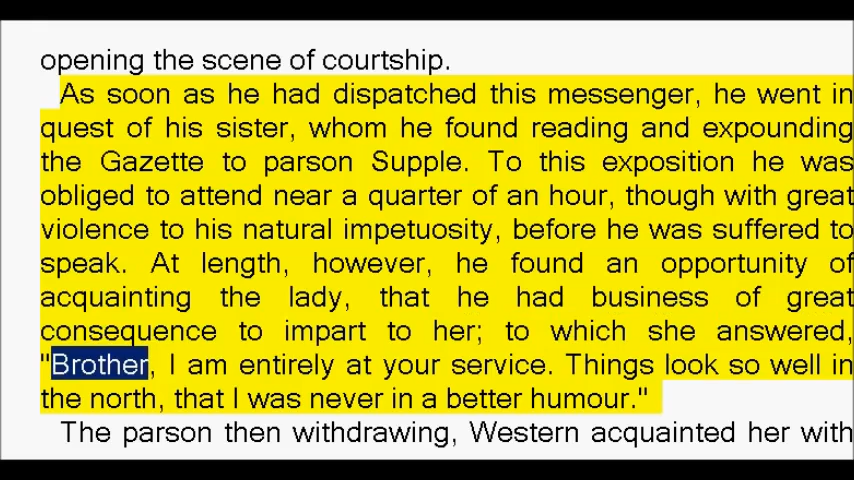 opening the scene of courtship.
As soon as he had dispatched this messenger, he went in
quest of his sister, whom he found reading and expounding
the Gazette to parson Supple. To this exposition he was
obliged to attend near a quarter of an hour, though with great
violence to his natural impetuosity, before he was suffered to
speak. At length, however, he found an opportunity of
acquainting the lady, that he had business of great
consequence to impart to her; to which she answered,
"Brother, I am entirely at your service. Things look so well in
the north, that I was never in a better humour."
The parson then withdrawing, Western acquainted her with